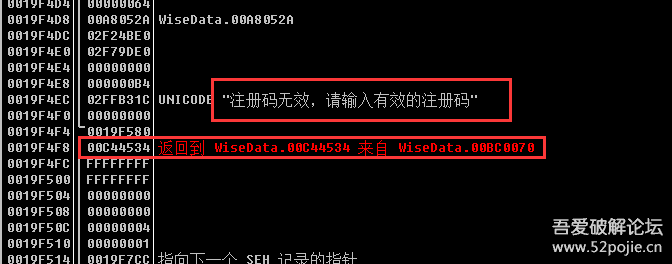 0019F4D4 00000064
0019F4D8 00A8052A WiseData.00A8052A
0019F4DC 02F24BE0
0019F4E0 02F79DE0
0019F4E4 00000000
0019F4E8 000000B4
0019F4EC 02FFB31C UNICODE "注册码无效，请输入有效的注册码"
0019F4F0 00000000
0019F4F4 0019F580
0019F4F8 00C44534 返回到 WiseData.00C44534 来自 WiseData.00BC0070
0019F4FC FFFFFFFF
0019F500 FFFFFFFF
0019F504 00000000
0019F508 00000000
0019F50C 00000004
0019F510 00000001
0019F514 0019F7CC 指向下一个 SEH 记录的指针
吾爱破解论坛
www.52pojie.cn